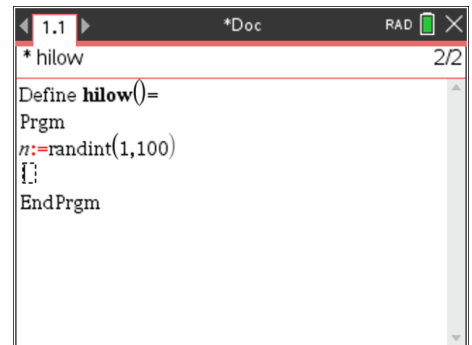 1.1 *Doc RAD
* hilow 2/2
Define hilow()=
Prgm
n:=randint(1,100)
EndPrgm